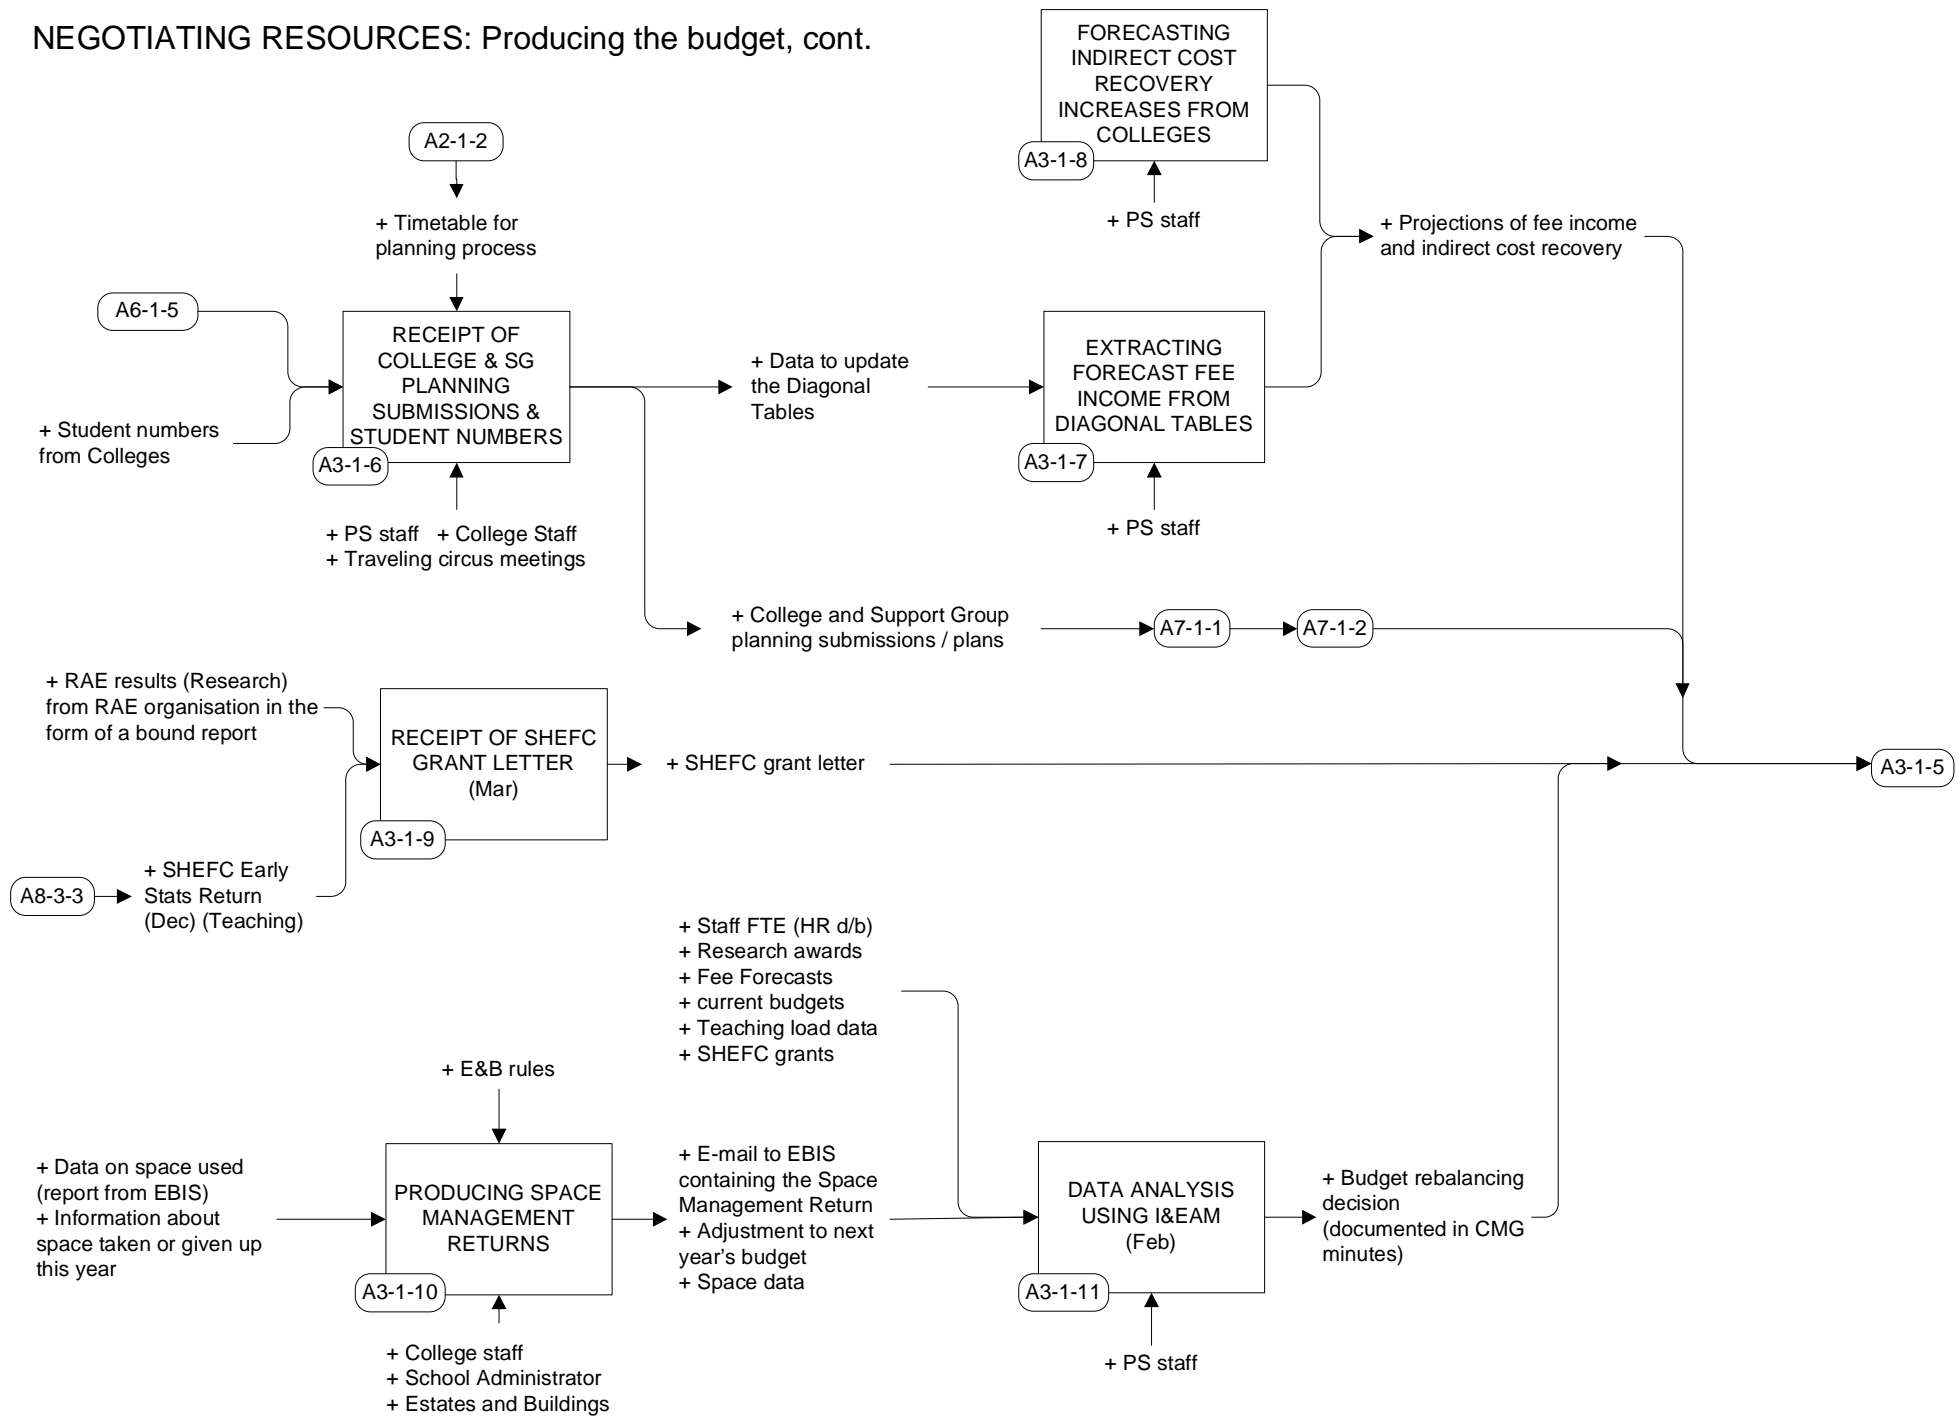 NEGOTIATING RESOURCES: Producing the budget, cont.
FORECASTING
INDIRECT COST
RECOVERY
INCREASES FROM
COLLEGES
A3-1-8
+ PS staff
A2-1-2
+ Timetable for
planning process
+ Projections of fee income
and indirect cost recovery
A6-1-5
+ Student numbers
from Colleges
RECEIPT OF
COLLEGE & SG
PLANNING
SUBMISSIONS &
STUDENT NUMBERS
A3-1-6
+ PS staff + College Staff
+ Traveling circus meetings
+ Data to update
the Diagonal
Tables
EXTRACTING
FORECAST FEE
INCOME FROM
DIAGONAL TABLES
A3-1-7
+ PS staff
+ College and Support Group
planning submissions / plans
A7-1-1
A7-1-2
+ RAE results (Research)
from RAE organisation in the
form of a bound report
RECEIPT OF SHEFC
GRANT LETTER
(Mar)
A3-1-9
+ SHEFC grant letter
A3-1-5
A8-3-3
+ SHEFC Early
Stats Return
(Dec) (Teaching)
+ Staff FTE (HR d/b)
+ Research awards
+ Fee Forecasts
+ current budgets
+ Teaching load data
+ SHEFC grants
+ E&B rules
+ Data on space used
(report from EBIS)
+ Information about
space taken or given up
this year
PRODUCING SPACE
MANAGEMENT
RETURNS
A3-1-10
+ College staff
+ School Administrator
+ Estates and Buildings
+ E-mail to EBIS
containing the Space
Management Return
+ Adjustment to next
year's budget
+ Space data
DATA ANALYSIS
USING I&EAM
(Feb)
A3-1-11
+ PS staff
+ Budget rebalancing
decision
(documented in CMG
minutes)